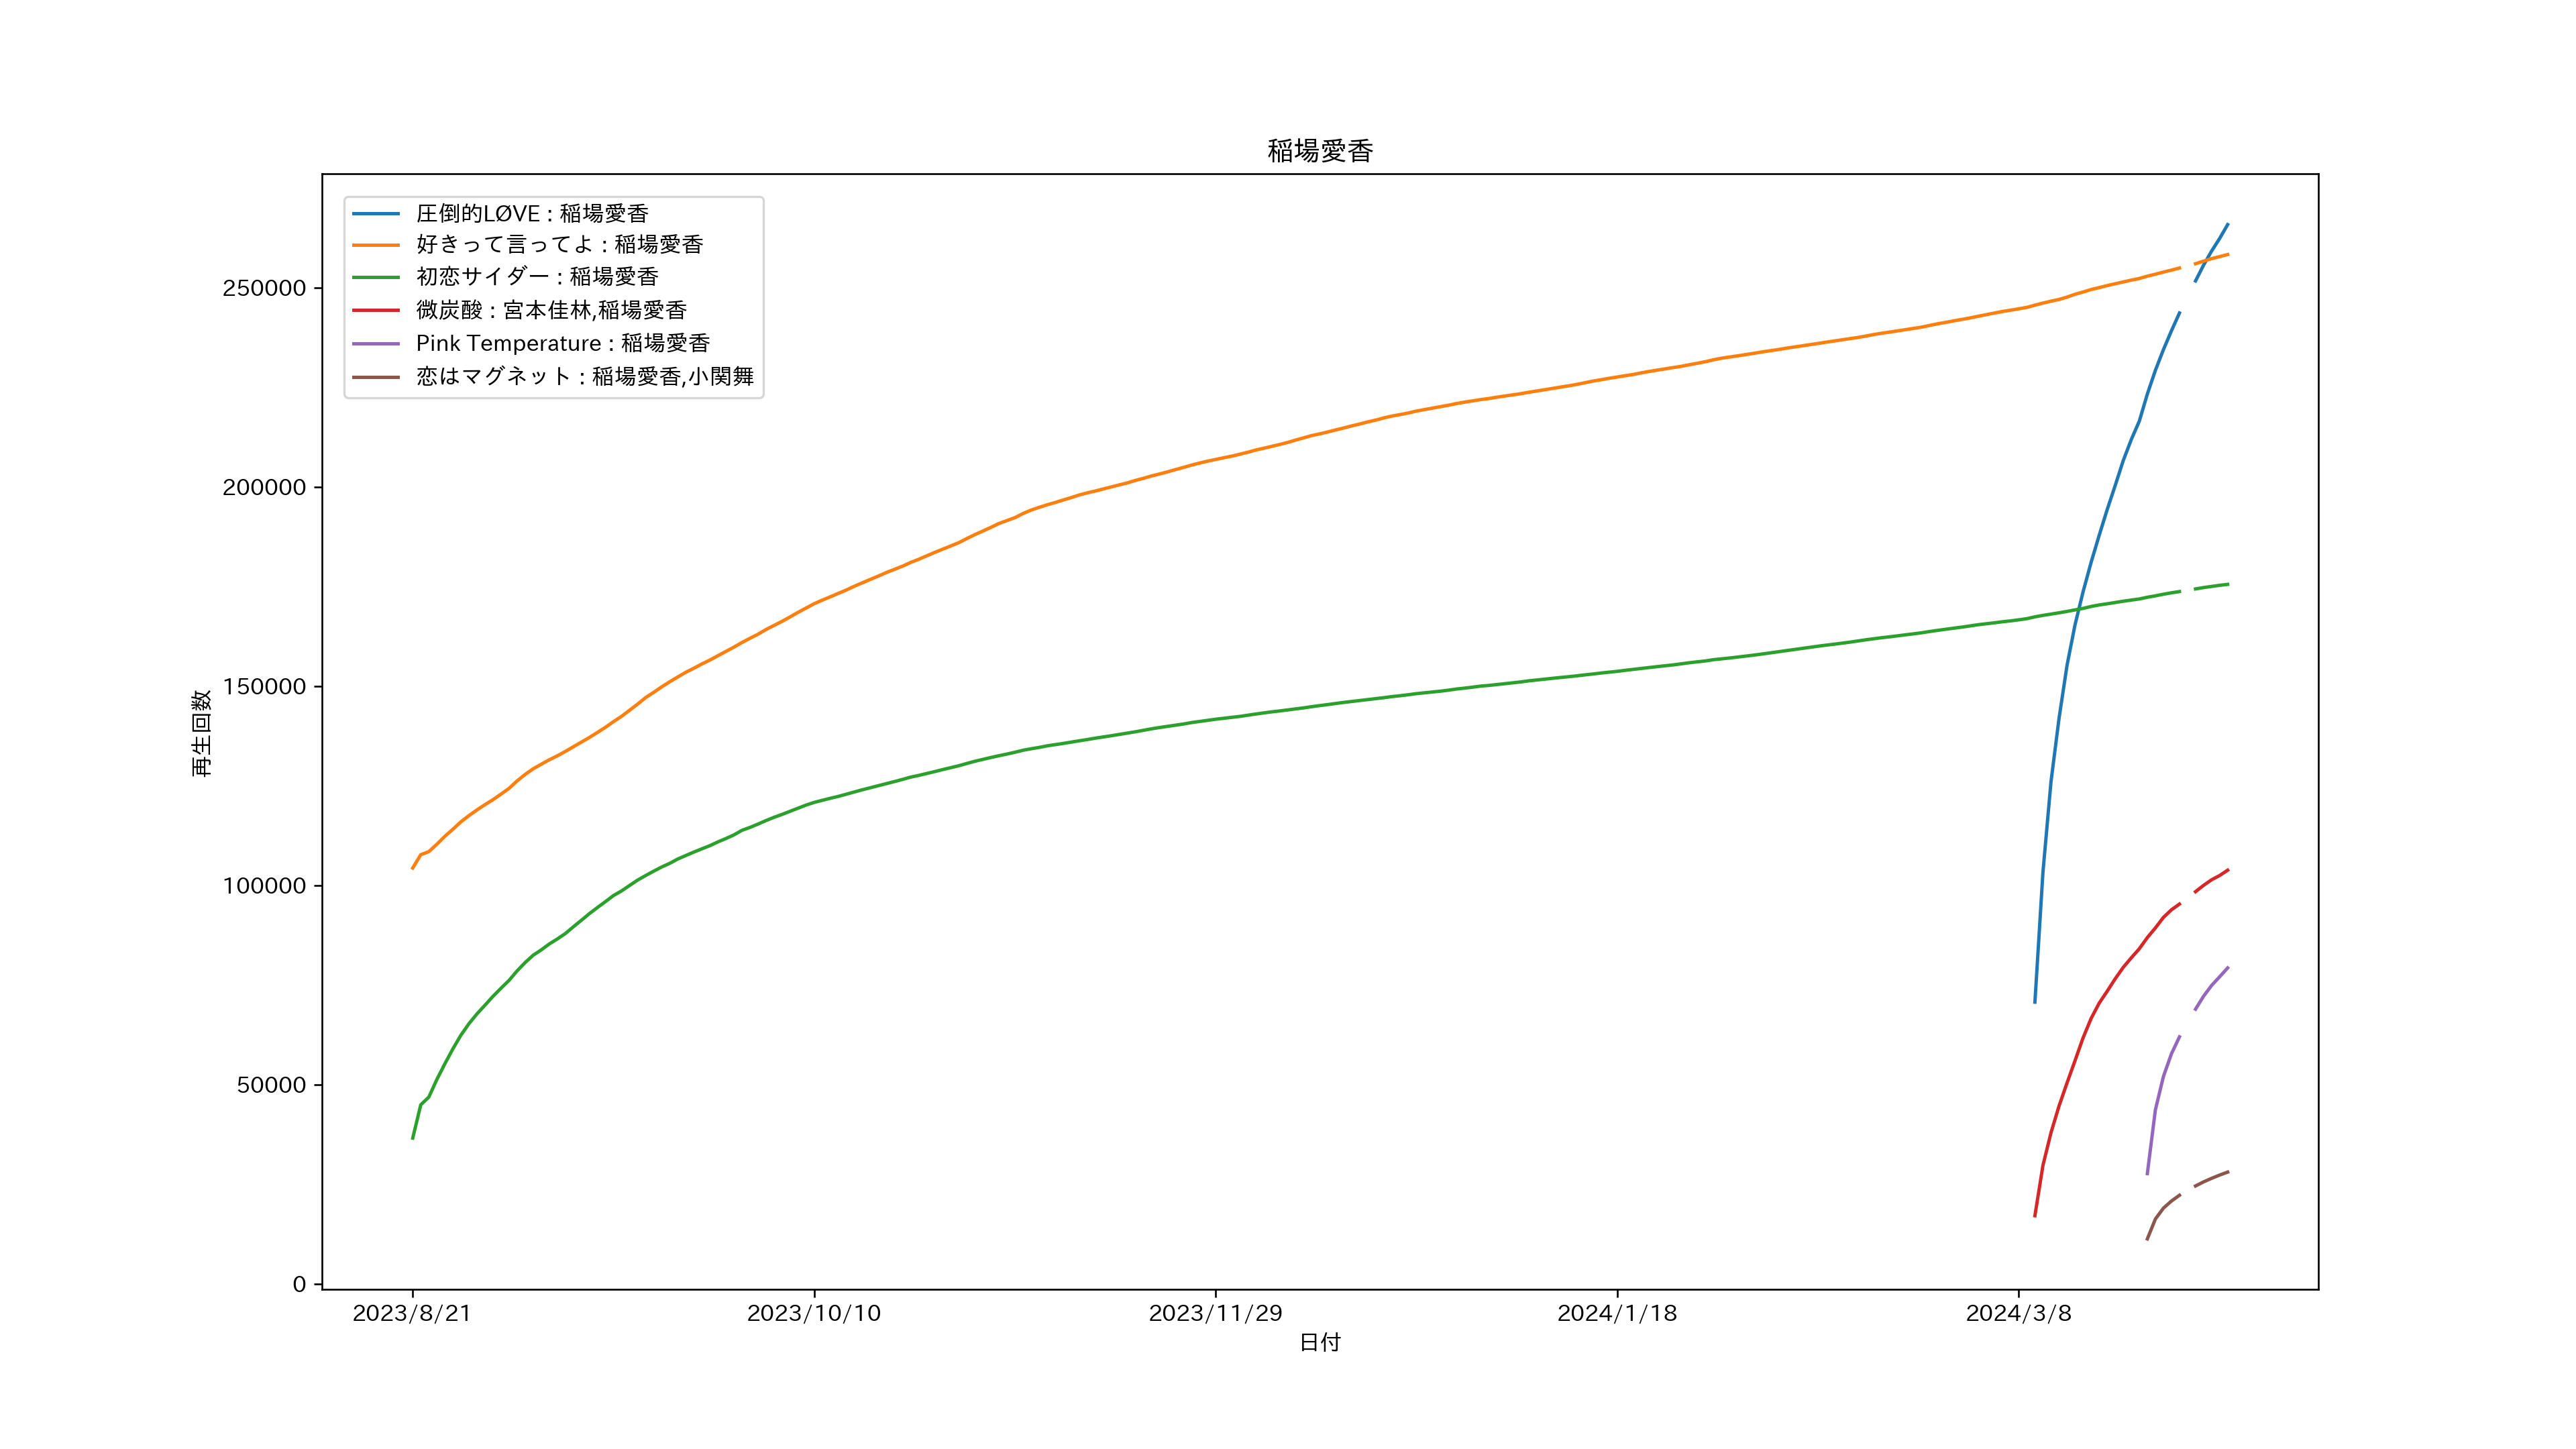 稲場愛香
圧倒的LØVE : 稲場愛香
好きって言ってよ : 稲場愛香
初恋サイダー : 稲場愛香
微炭酸 : 宮本佳林,稲場愛香
Pink Temperature : 稲場愛香
恋はマグネット : 稲場愛香,小関舞
250000
200000
150000
100000
50000
0
再生回数
2023/8/21
2023/10/10
2023/11/29
2024/1/18
2024/3/8
日付